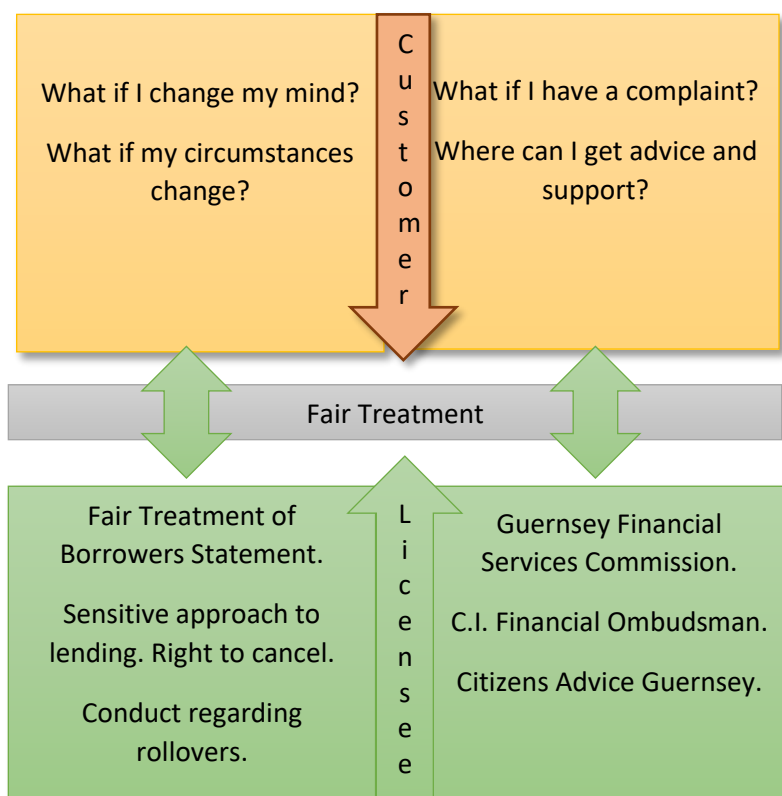 What if I change my mind?
What if my circumstances
change?
Customer
What if I have a complaint?
Where can I get advice and
support?
Fair Treatment
Fair Treatment of
Borrowers Statement.
Sensitive approach to
lending. Right to cancel.
Conduct regarding
rollovers.
Licensee
Guernsey Financial
Services Commission.
C.I. Financial Ombudsman.
Citizens Advice Guernsey.